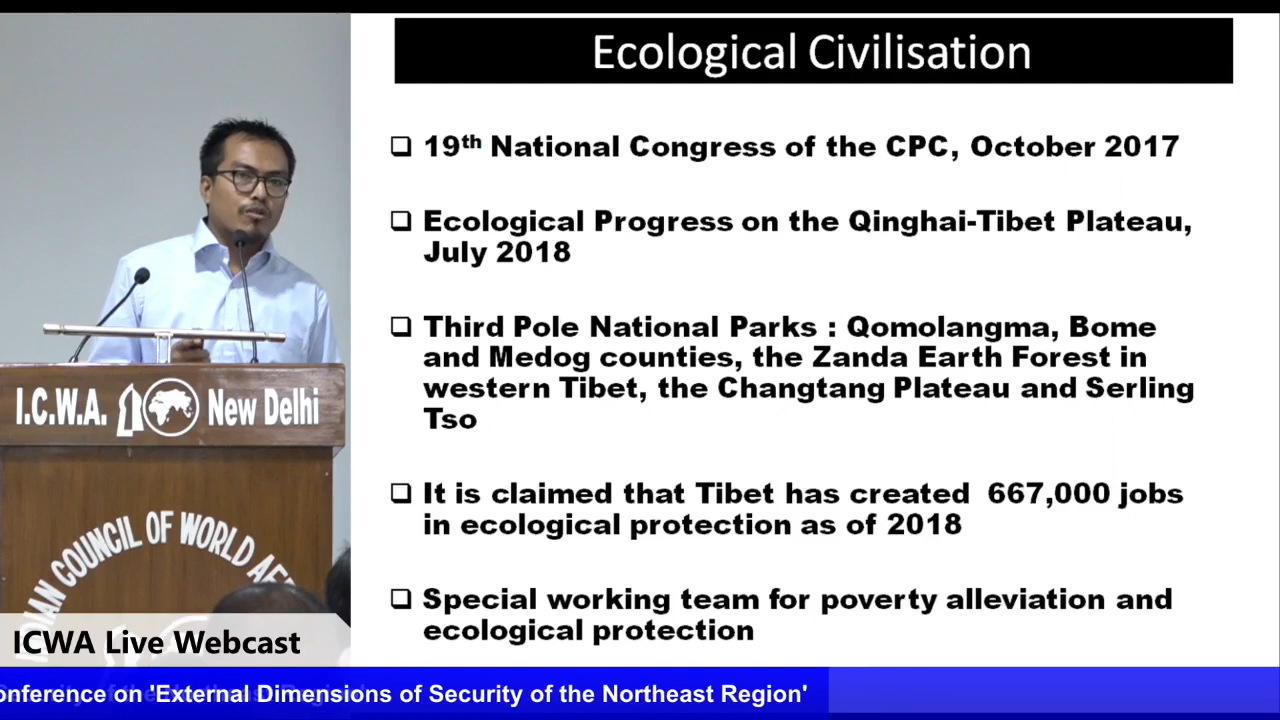 Ecological Civilisation
❑ 19th National Congress of the CPC, October 2017
❑ Ecological Progress on the Qinghai-Tibet Plateau,
July 2018
❑ Third Pole National Parks : Qomolangma, Bome
and Medog counties, the Zanda Earth Forest in
western Tibet, the Changtang Plateau and Serling
Tso
❑ It is claimed that Tibet has created 667,000 jobs
in ecological protection as of 2018
❑ Special working team for poverty alleviation and
ecological protection
I.C.W.A. New Delhi
COUNCIL OF WORLD
ICWA Live Webcast
onference on 'External Dimensions of Security of the Northeast Region'